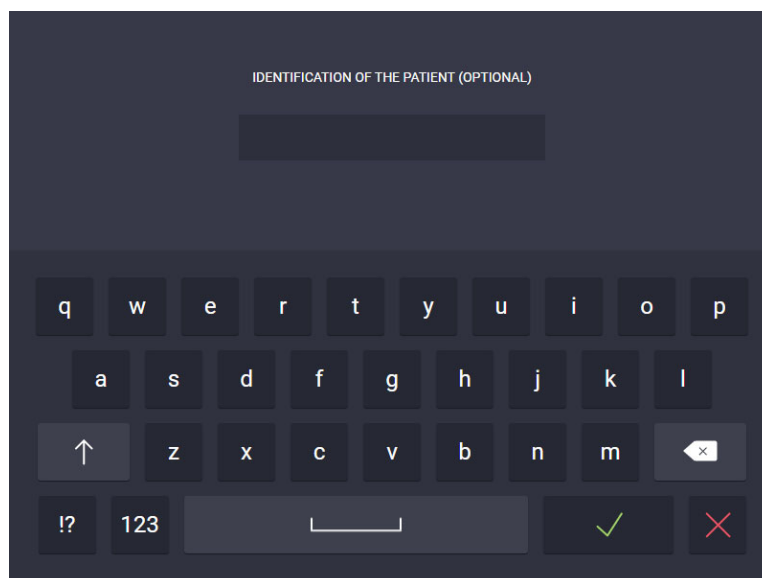 IDENTIFICATION OF THE PATIENT (OPTIONAL)
q w e r t y u i o p
a s d f g h j k l
z x c v b n m
!? 123